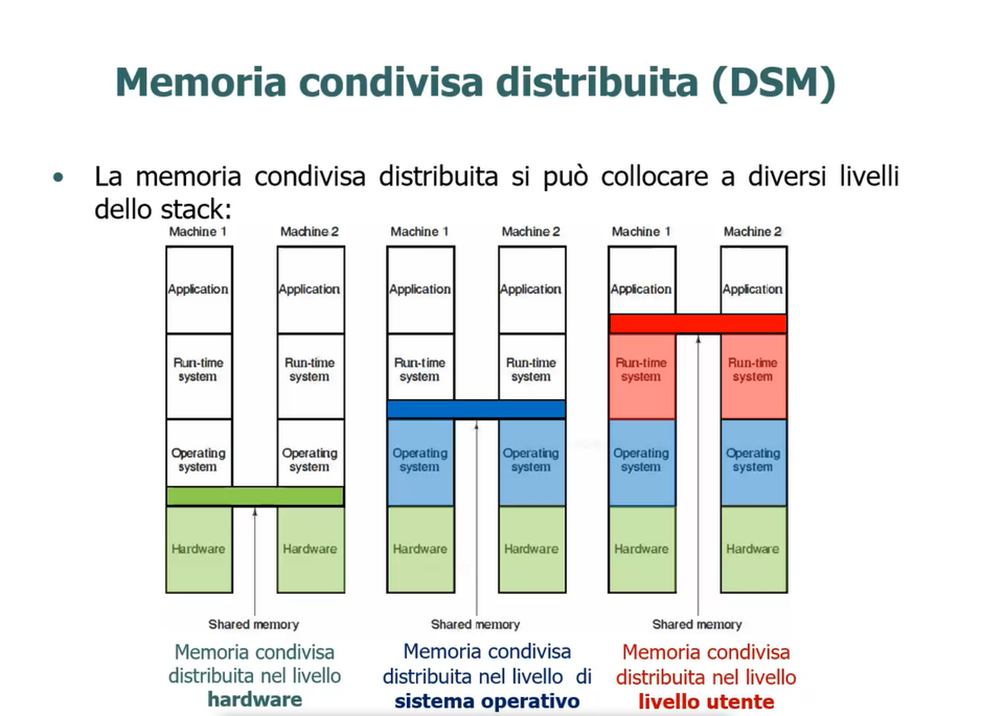 Memoria condivisa distribuita (DSM)
• La memoria condivisa distribuita si può collocare a diversi livelli
dello stack:
Machine 1 Machine 2 Machine 1 Machine 2 Machine 1 Machine 2
Application Application Application Application Application Application
Run-time Run-time Run-time Run-time Run-time Run-time
system system system system system system
Operating Operating Operating Operating Operating Operating
system system system system system system
Hardware Hardware Hardware Hardware Hardware Hardware
Shared memory Shared memory Shared memory
Memoria condivisa
distribuita nel livello
hardware
Memoria condivisa
distribuita nel livello di
sistema operativo
Memoria condivisa
distribuita nel livello
livello utente